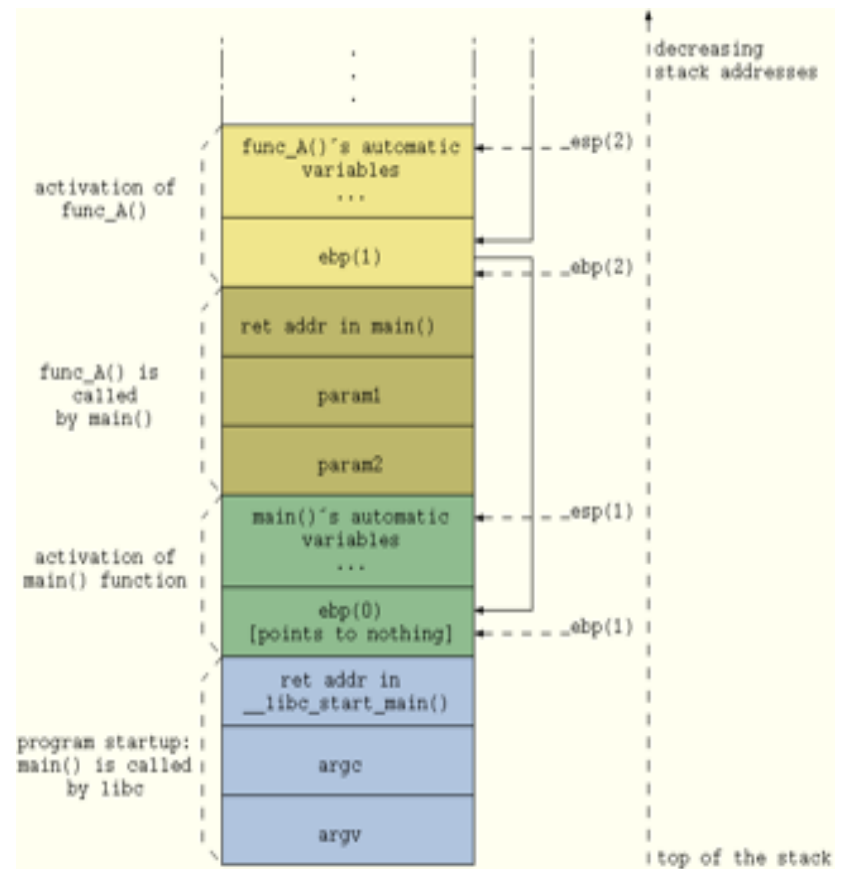 decreasing
stack addresses
func_A()´s automatic
variables
...
esp(2)
activation of
func_A()
ebp(1)
ebp(2)
ret addr in main()
func_A() is
called
by main()
param1
param2
main()´s automatic
variables
...
esp(1)
activation of
main() function
ebp(0)
[points to nothing]
ebp(1)
ret addr in
__libc_start_main()
program startup:
main() is called
by libc
argc
argv
top of the stack